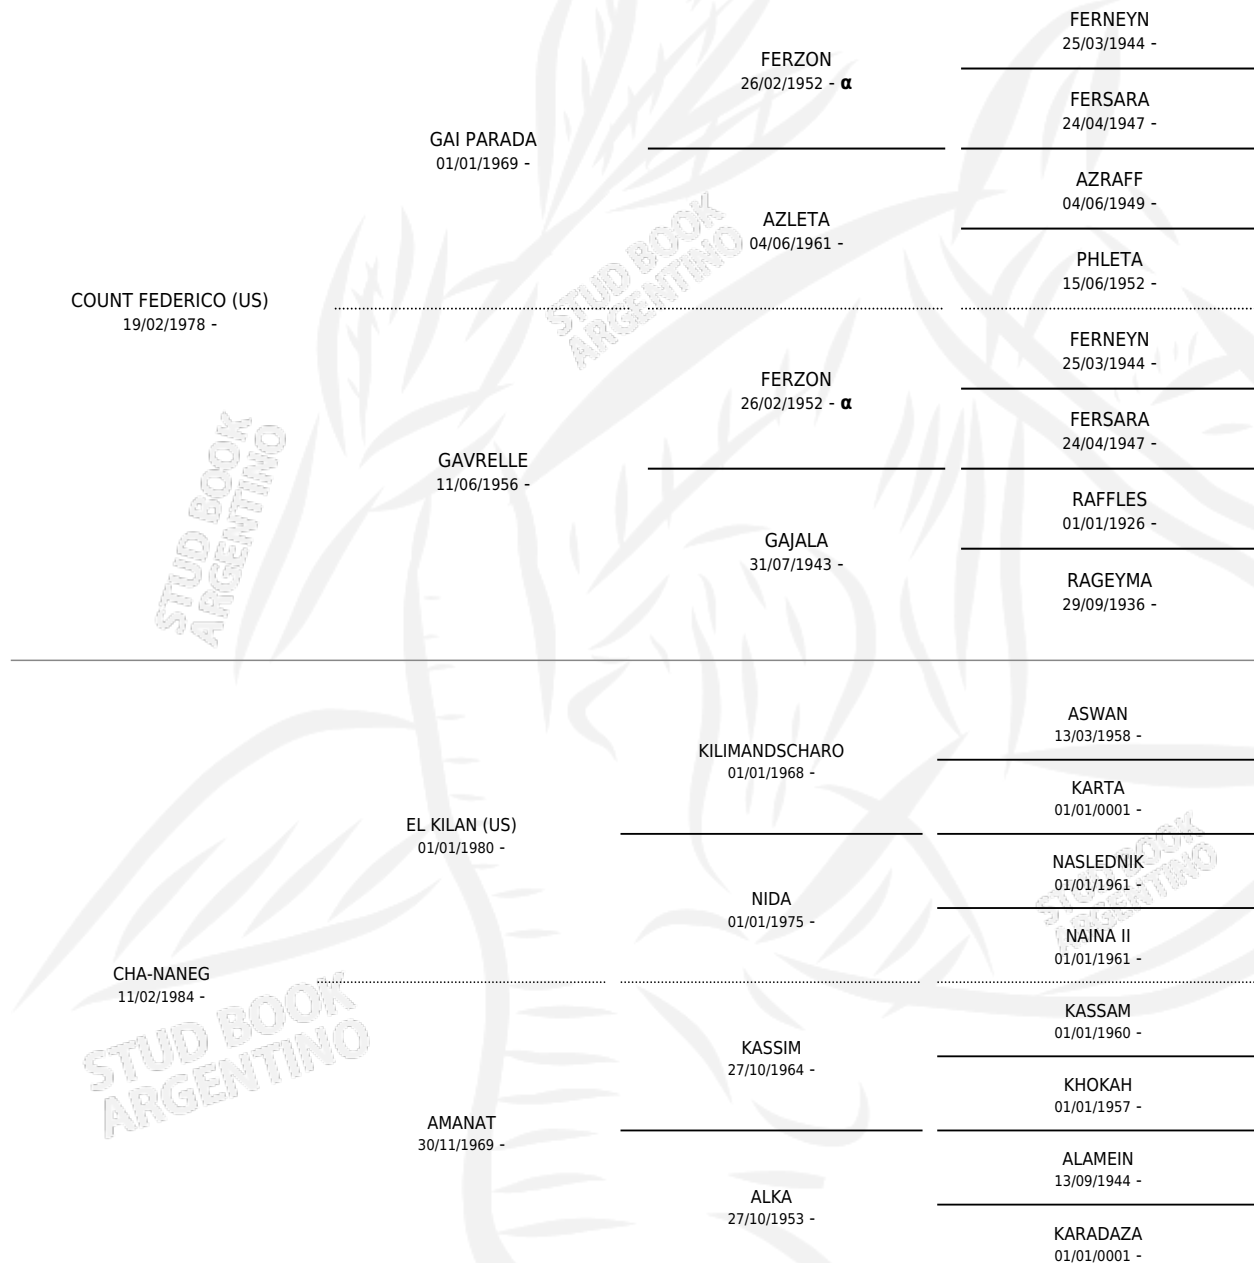 FERNEYN
25/03/1944 -
FERZON
26/02/1952 - α
FERSARA
24/04/1947 -
GAI PARADA
01/01/1969 -
AZRAFF
04/06/1949 -
AZLETA
04/06/1961 -
PHLETA
15/06/1952 -
COUNT FEDERICO (US)
19/02/1978 -
FERNEYN
25/03/1944 -
FERZON
26/02/1952 - α
FERSARA
24/04/1947 -
GAVRELLE
11/06/1956 -
RAFFLES
01/01/1926 -
GAJALA
31/07/1943 -
RAGEYMA
29/09/1936 -
ASWAN
13/03/1958 -
KILIMANDSCHARO
01/01/1968 -
KARTA
01/01/0001 -
EL KILAN (US)
01/01/1980 -
NASLEDNIK
01/01/1961 -
NIDA
01/01/1975 -
NAINA II
01/01/1961 -
CHA-NANEG
11/02/1984 -
KASSAM
01/01/1960 -
KASSIM
27/10/1964 -
KHOKAH
01/01/1957 -
AMANAT
30/11/1969 -
ALAMEIN
13/09/1944 -
ALKA
27/10/1953 -
KARADAZA
01/01/0001 -
STUD BOOK
ARGENTINO
STUD BOOK
ARGENTINO
STUD BOOK
ARGENTINO
STUD BOOK
ARGENTINO